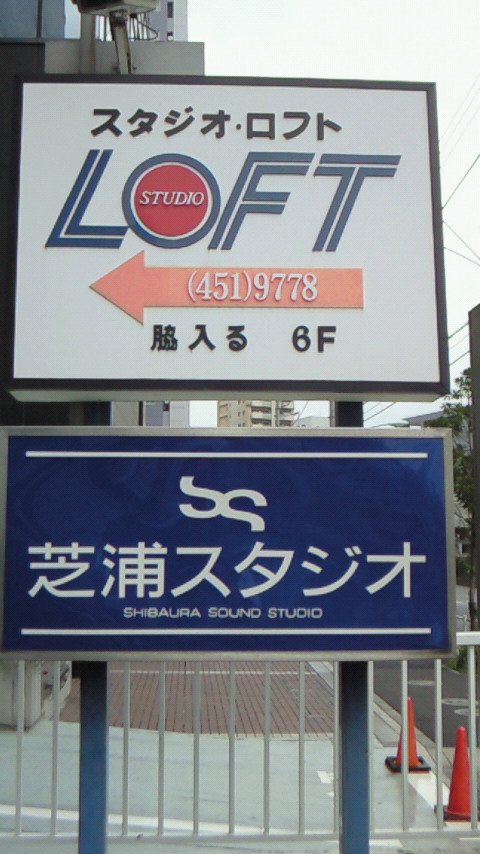 スタジオ・ロフト
LOFT
STUDIO
(451)9778
脇入る 6F
SS
芝浦スタジオ
SHIBAURA SOUND STUDIO